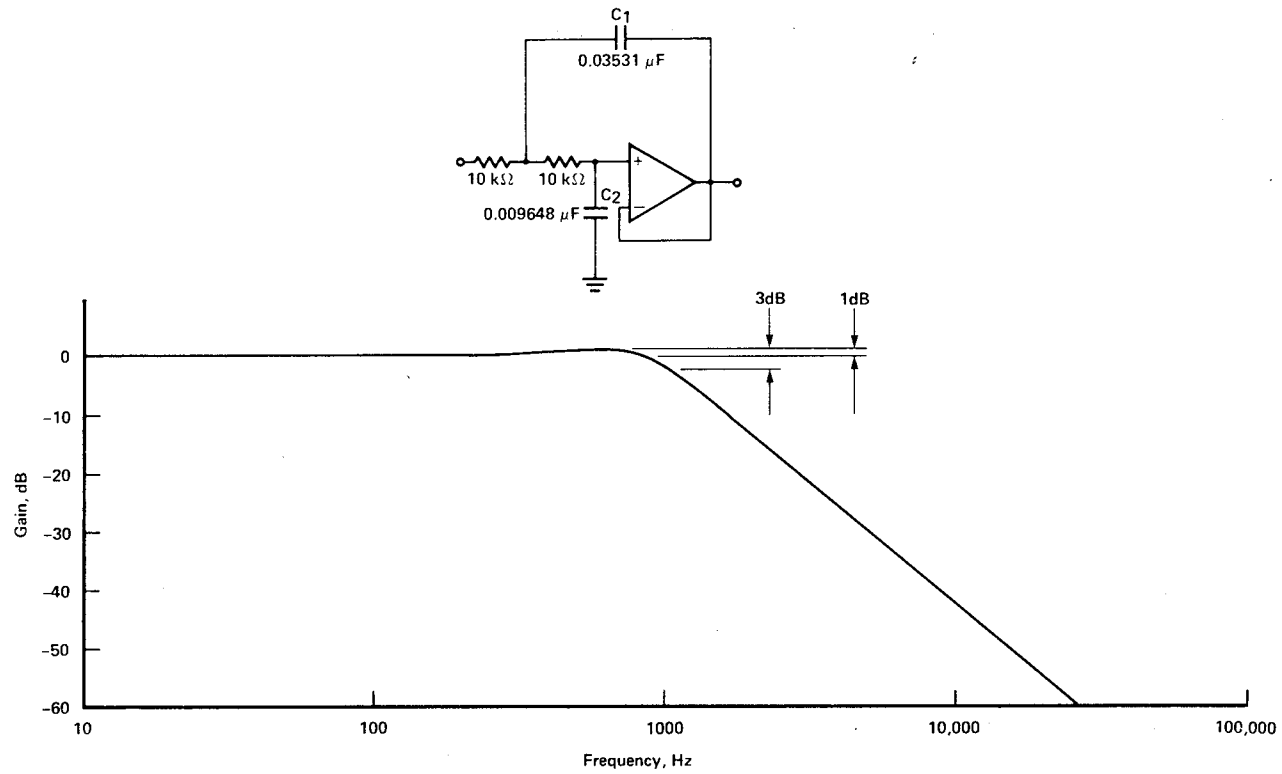 C1
0.03531 μF
+
10 kΩ 10 kΩ
C2
−
0.009648 μF
3dB 1dB
0
−10
−20
−30
−40
−50
−60
Gain, dB
10 100 1000 10,000 100,000
Frequency, Hz